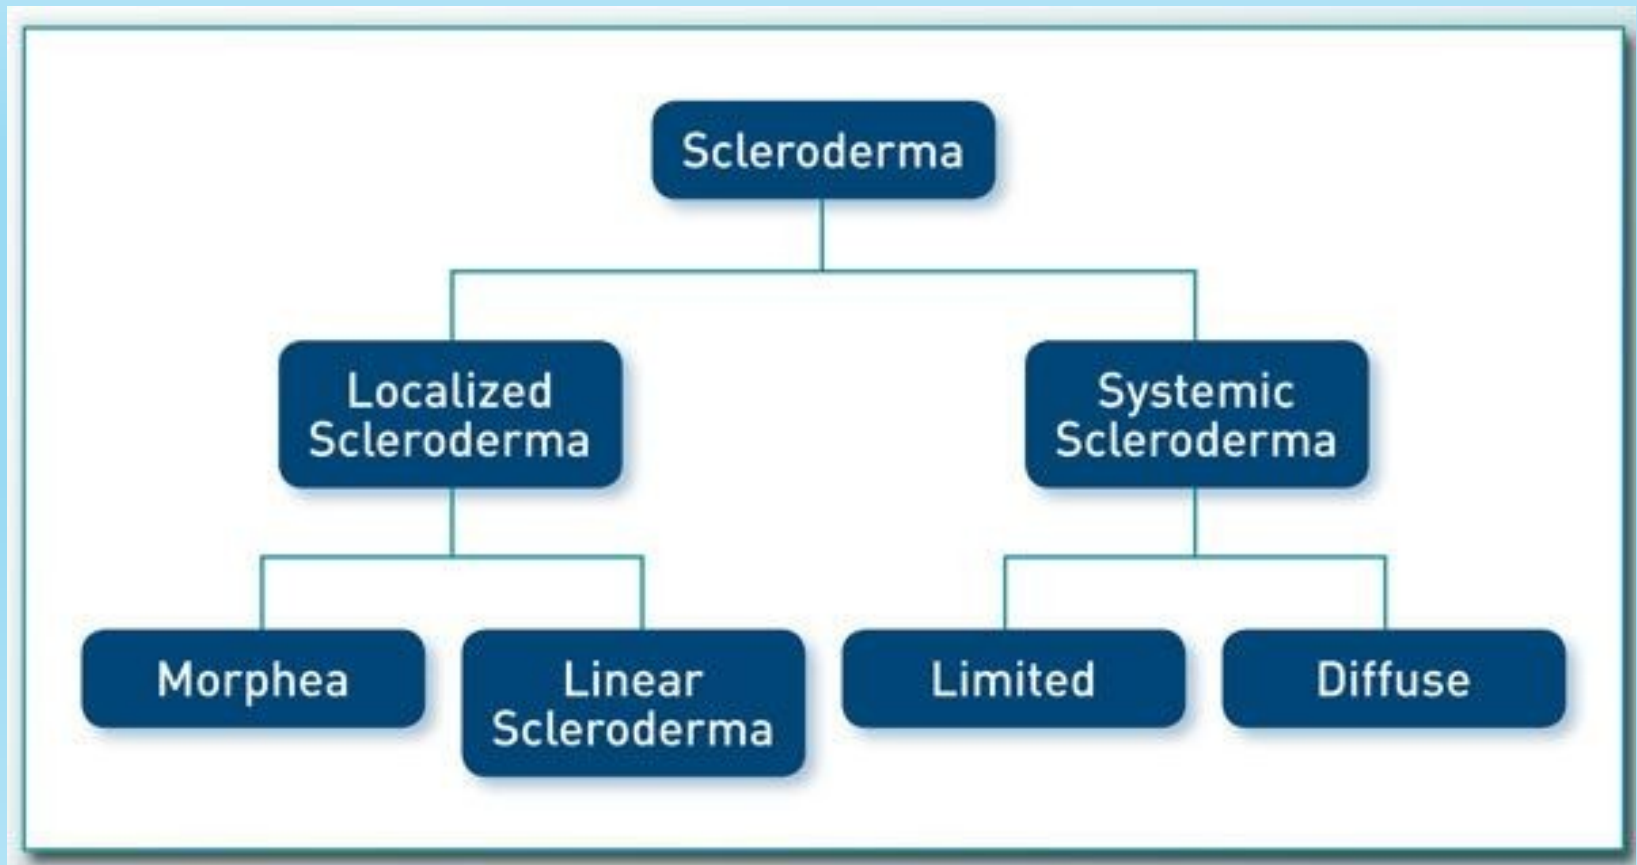 Scleroderma
Localized
Scleroderma
Systemic
Scleroderma
Morphea
Linear
Scleroderma
Limited
Diffuse